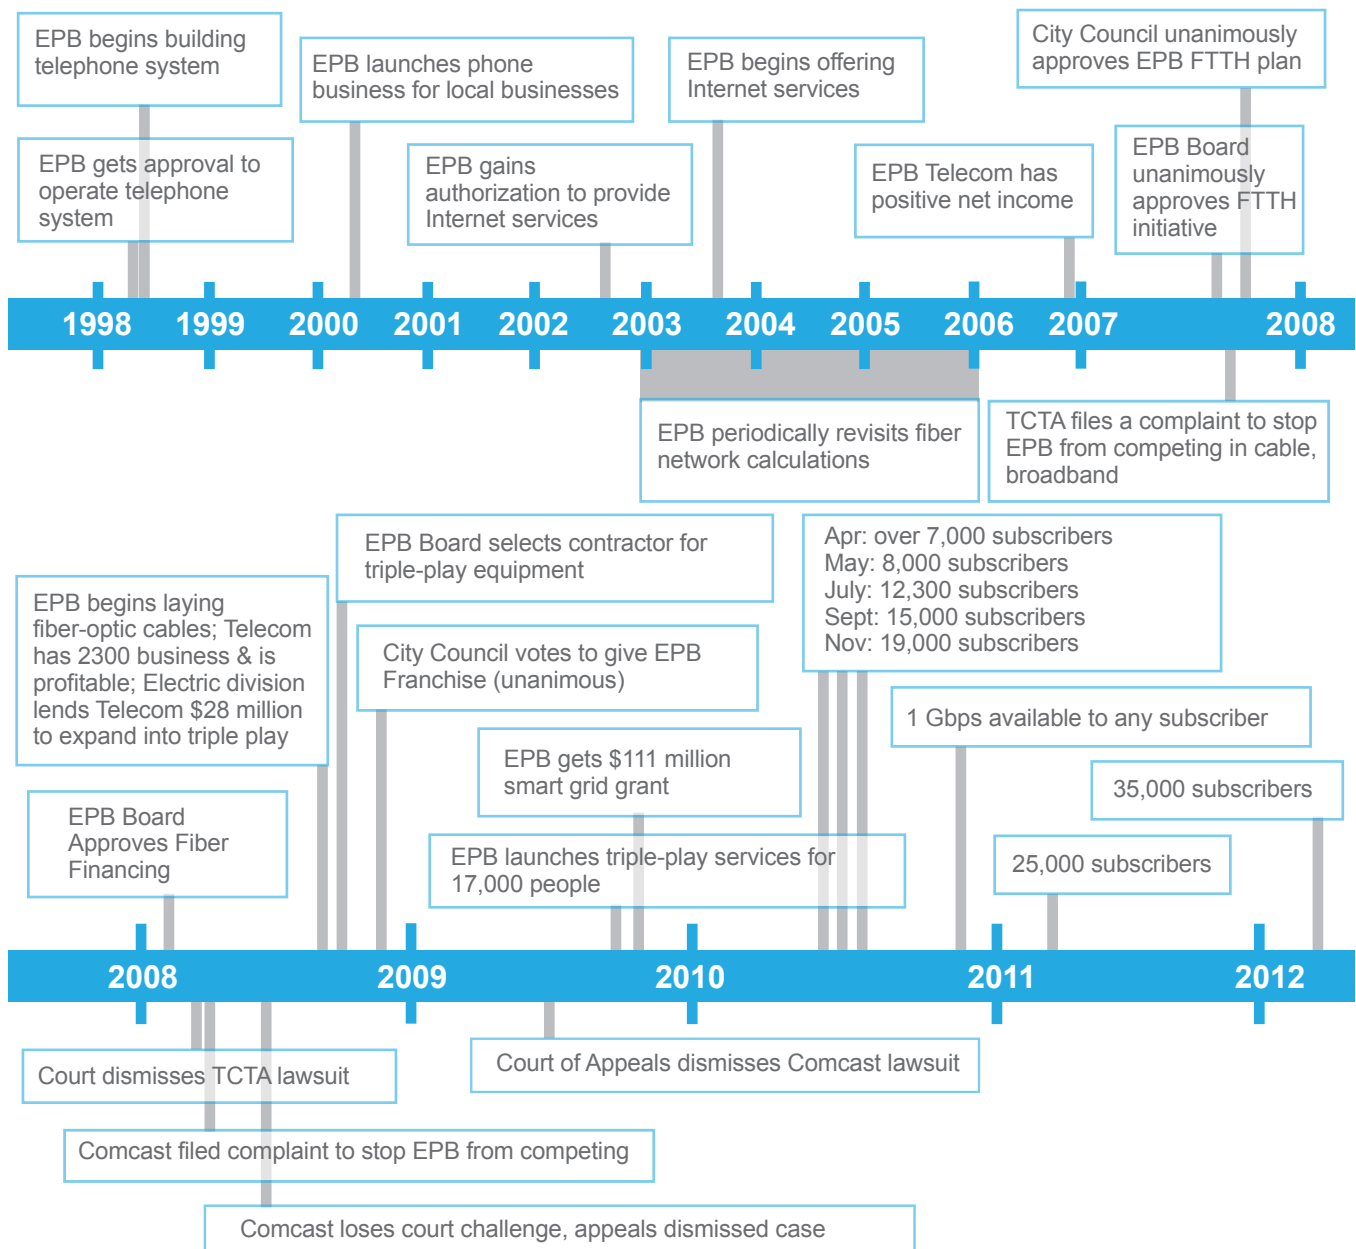 EPB begins building
telephone system
EPB launches phone
business for local businesses
EPB begins offering
Internet services
City Council unanimously
approves EPB FTTH plan
EPB gets approval to
operate telephone
system
EPB gains
authorization to provide
Internet services
EPB Telecom has
positive net income
EPB Board
unanimously
approves FTTH
initiative
1998 1999 2000 2001 2002 2003 2004 2005 2006 2007 2008
EPB periodically revisits fiber
network calculations
TCTA files a complaint to stop
EPB from competing in cable,
broadband
EPB Board selects contractor for
triple-play equipment
Apr: over 7,000 subscribers
May: 8,000 subscribers
July: 12,300 subscribers
Sept: 15,000 subscribers
Nov: 19,000 subscribers
EPB begins laying
fiber-optic cables; Telecom
has 2300 business & is
profitable; Electric division
lends Telecom $28 million
to expand into triple play
City Council votes to give EPB
Franchise (unanimous)
1 Gbps available to any subscriber
EPB gets $111 million
smart grid grant
35,000 subscribers
EPB Board
Approves Fiber
Financing
EPB launches triple-play services for
17,000 people
25,000 subscribers
2008 2009 2010 2011 2012
Court dismisses TCTA lawsuit
Court of Appeals dismisses Comcast lawsuit
Comcast filed complaint to stop EPB from competing
Comcast loses court challenge, appeals dismissed case